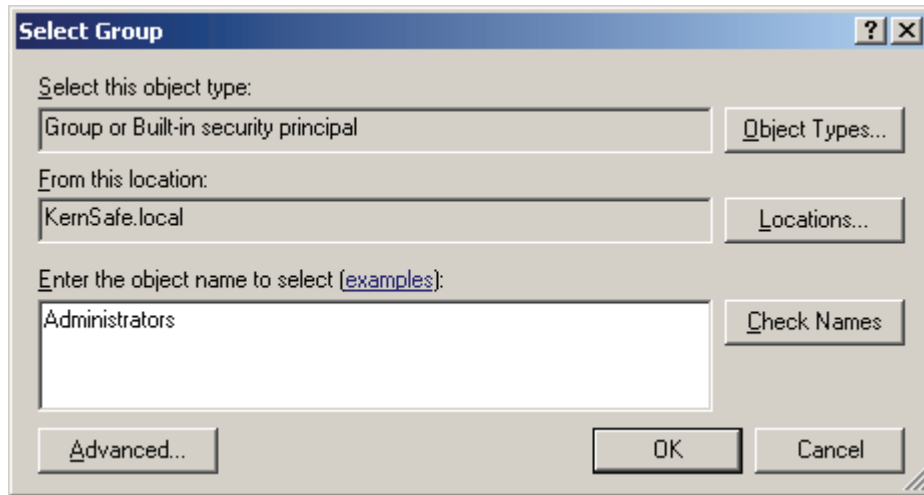 Select Group
Select this object type:
Group or Built-in security principal
Object Types...
From this location:
KernSafe.local
Locations...
Enter the object name to select (examples):
Administrators
Check Names
Advanced...
OK
Cancel